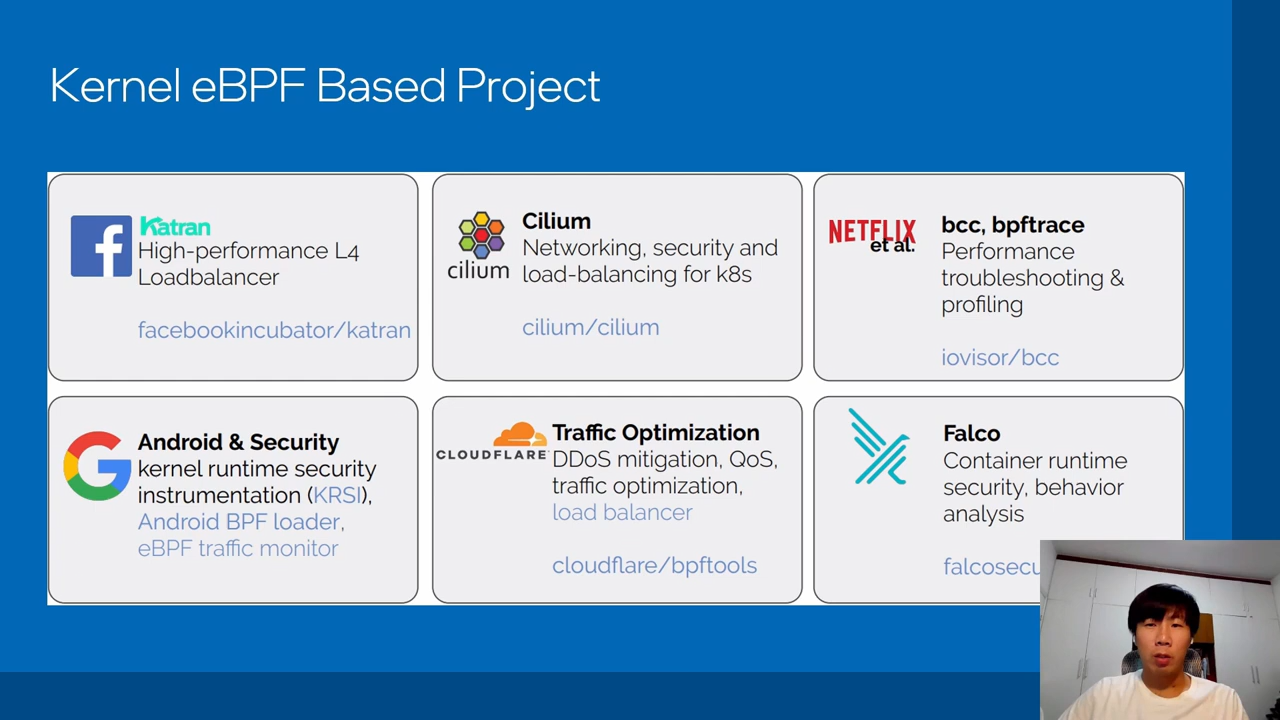 Kernel eBPF Based Project
Katran
High-performance L4
Loadbalancer
facebookincubator/katran
cilium
Cilium
Networking, security and
load-balancing for k8s
cilium/cilium
NETFLIX
et al.
bcc, bpftrace
Performance
troubleshooting &
profiling
iovisor/bcc
Android & Security
kernel runtime security
instrumentation (KRSI),
Android BPF loader,
eBPF traffic monitor
CLOUDFLARE
Traffic Optimization
DDoS mitigation, QoS,
traffic optimization,
load balancer
cloudflare/bpftools
Falco
Container runtime
security, behavior
analysis